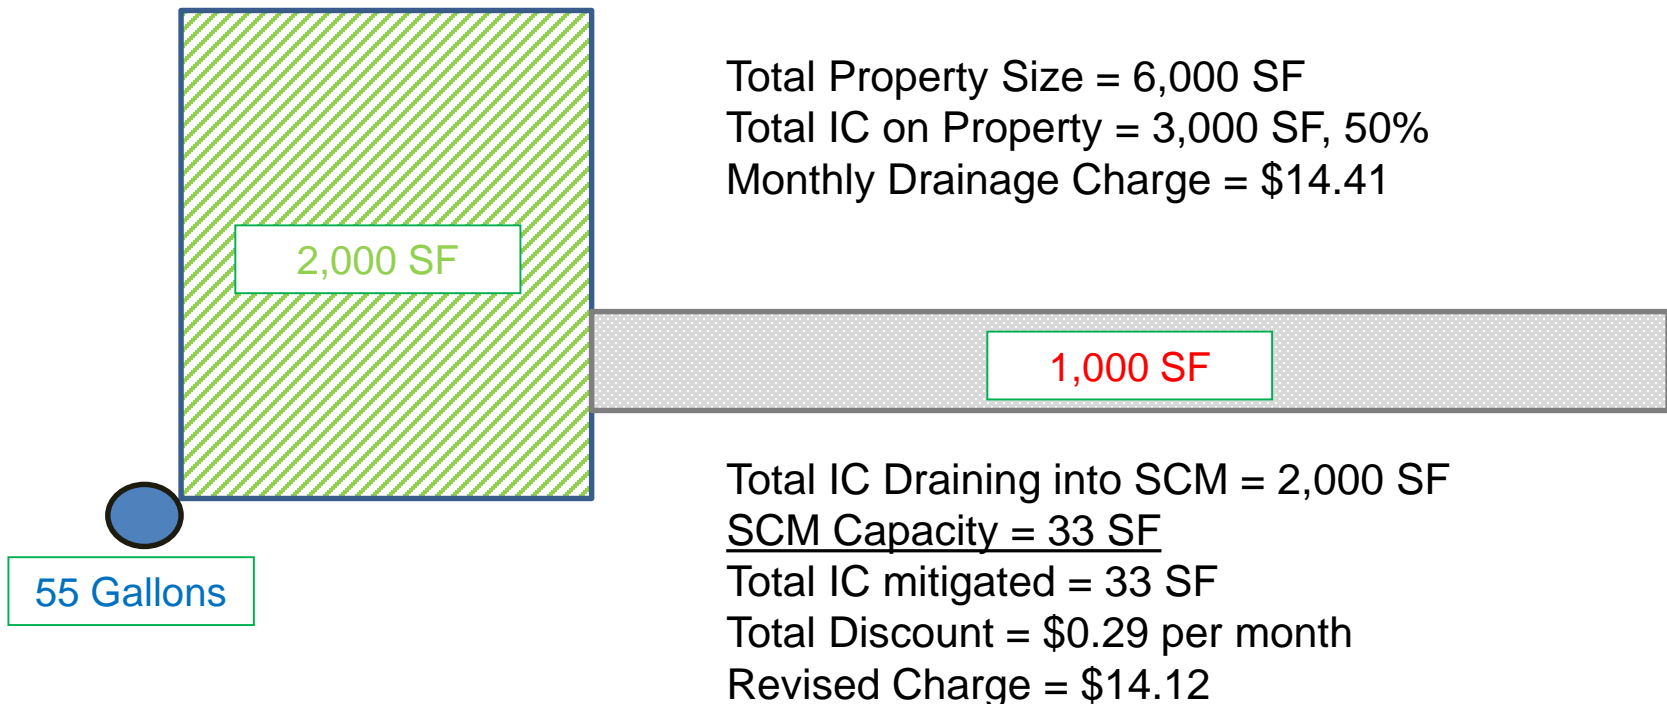 Total Property Size = 6,000 SF
Total IC on Property = 3,000 SF, 50%
Monthly Drainage Charge = $14.41
2,000 SF
1,000 SF
Total IC Draining into SCM = 2,000 SF
SCM Capacity = 33 SF
Total IC mitigated = 33 SF
Total Discount = $0.29 per month
Revised Charge = $14.12
55 Gallons